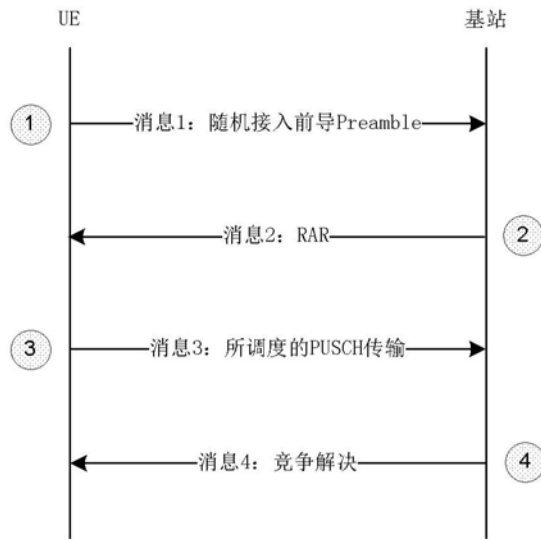 UE 基站
① 消息1：随机接入前导Preamble
消息2：RAR ②
③ 消息3：所调度的PUSCH传输
消息4：竞争解决 ④